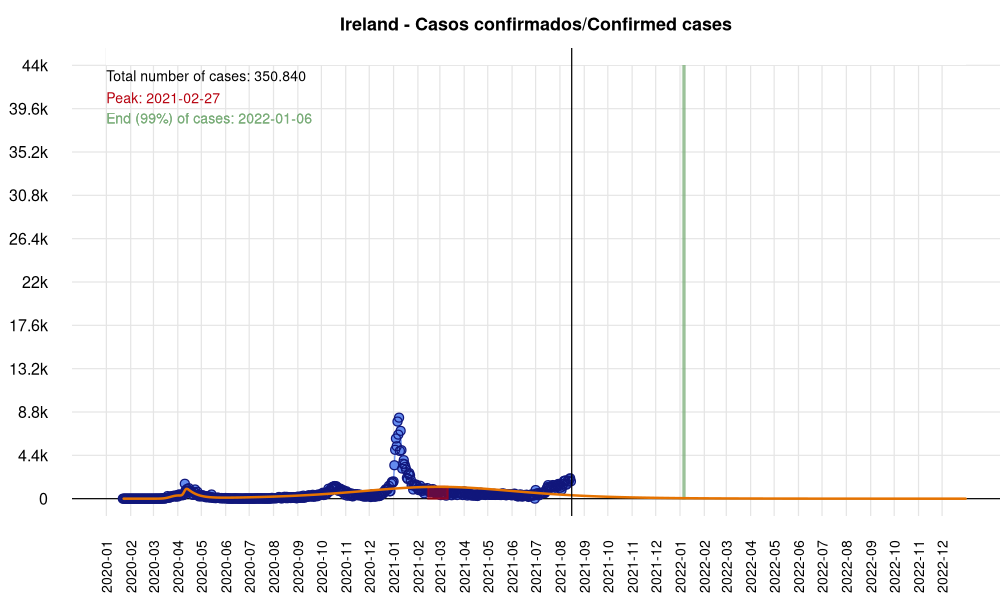 Ireland - Casos confirmados/Confirmed cases
Total number of cases: 350.840
Peak: 2021-02-27
End (99%) of cases: 2022-01-06
44k
39.6k
35.2k
30.8k
26.4k
22k
17.6k
13.2k
8.8k
4.4k
0
2020-01
2020-02
2020-03
2020-04
2020-05
2020-06
2020-07
2020-08
2020-09
2020-10
2020-11
2020-12
2021-01
2021-02
2021-03
2021-04
2021-05
2021-06
2021-07
2021-08
2021-09
2021-10
2021-11
2021-12
2022-01
2022-02
2022-03
2022-04
2022-05
2022-06
2022-07
2022-08
2022-09
2022-10
2022-11
2022-12